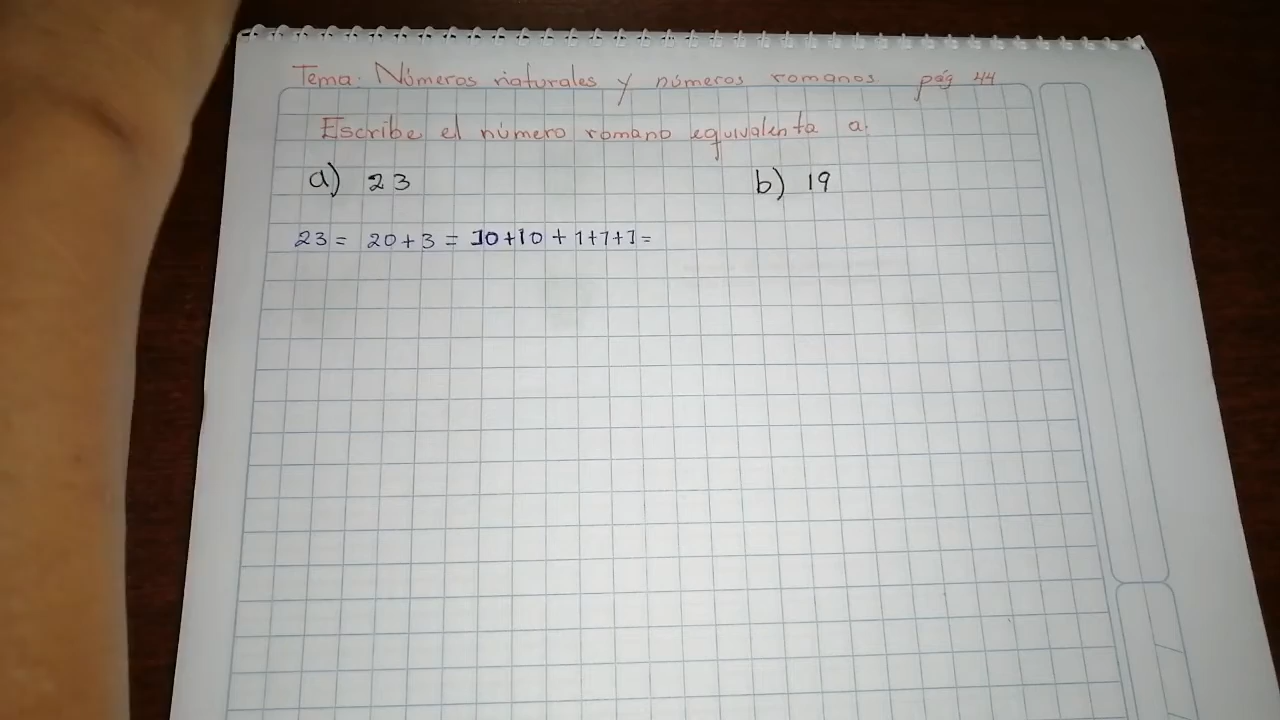 Tema: Números naturales y números romanos pág 44
Escribe el número romano equivalenta a:
a) 23 b) 19
23 = 20+3 = 10+10+1+1+1=